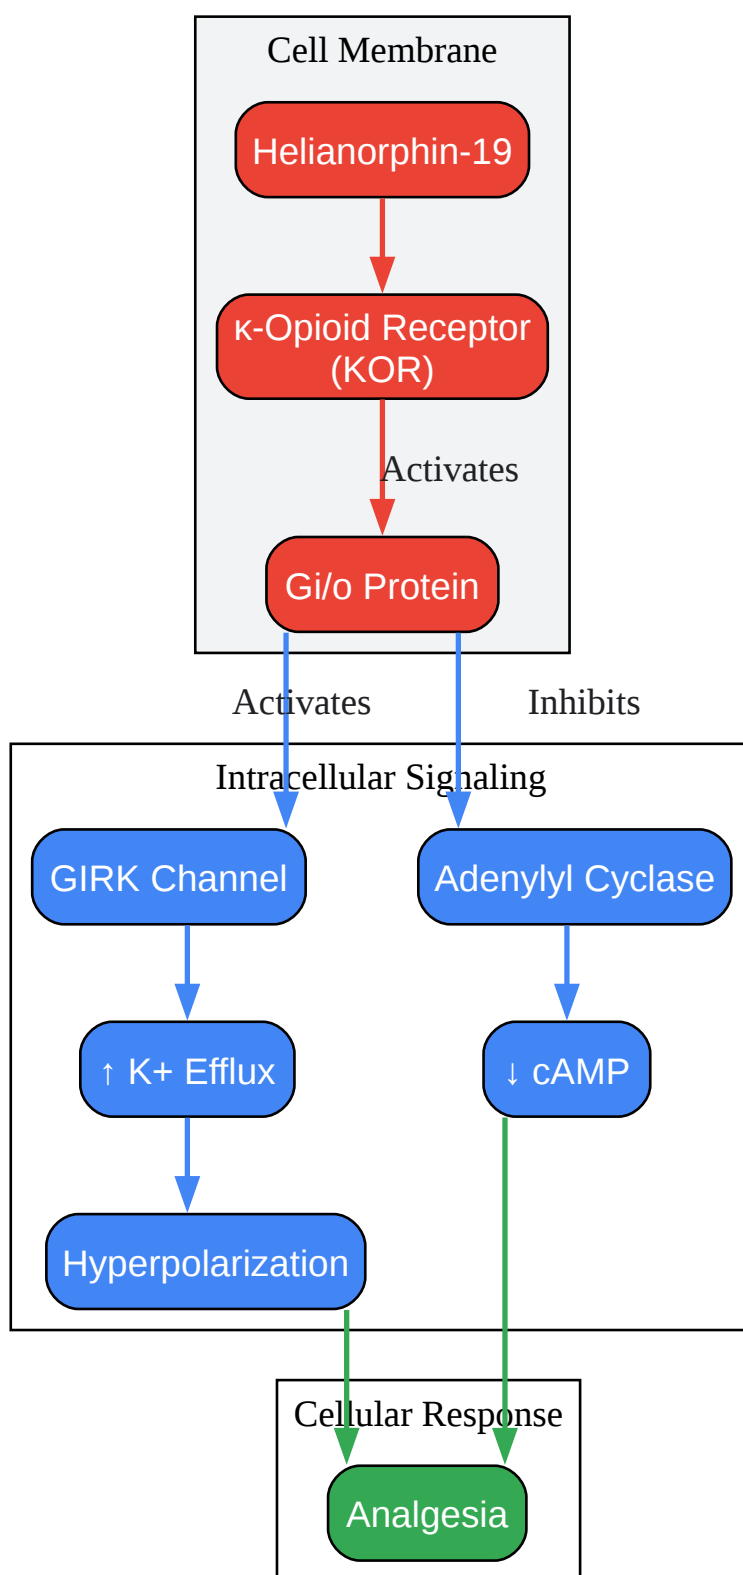 Cell Membrane
Helianorphin-19
κ-Opioid Receptor
(KOR)
Activates
Gi/o Protein
Activates
Inhibits
Intracellular Signaling
GIRK Channel
Adenylyl Cyclase
↑ K+ Efflux
↓ cAMP
Hyperpolarization
Cellular Response
Analgesia